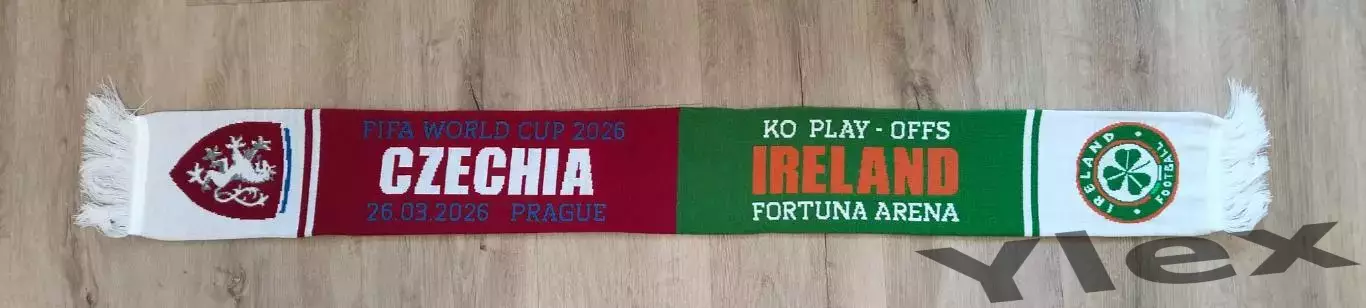 FIFA WORLD CUP 2026
CZECHIA
26.03.2026 PRAGUE
KO PLAY - OFFS
IRELAND
FORTUNA ARENA
IRELAND
FOOTBALL
Ylex